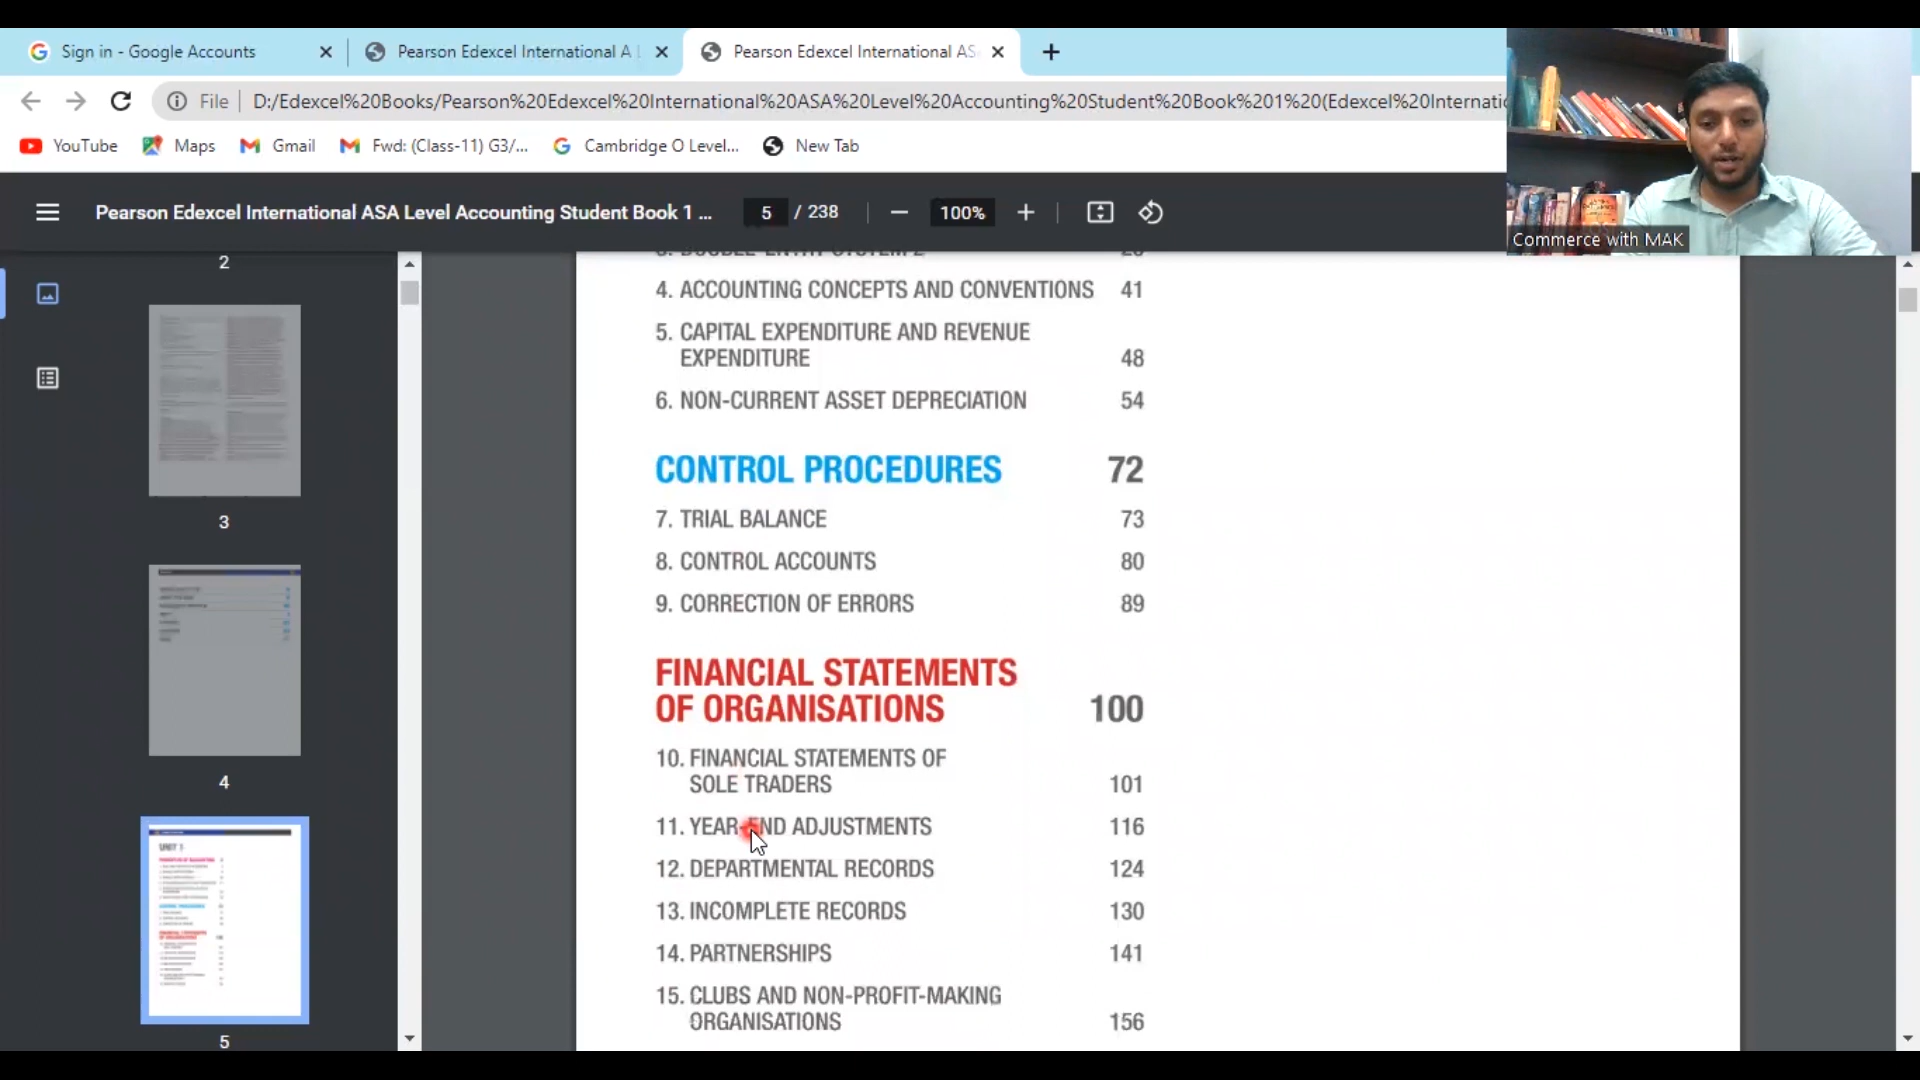 Sign in - Google Accounts
Pearson Edexcel International A L
Pearson Edexcel International AS
File
D:/Edexcel%20Books/Pearson%20Edexcel%20International%20ASA%20Level%20Accounting%20Student%20Book%201%20(Edexcel%20Internatio
YouTube
Maps
Gmail
Fwd: (Class-11) G3/...
Cambridge O Level...
New Tab
Pearson Edexcel International ASA Level Accounting Student Book 1 ...
5 / 238
100%
Commerce with MAK
2
3
4
UNIT 1
5
4. ACCOUNTING CONCEPTS AND CONVENTIONS 41
5. CAPITAL EXPENDITURE AND REVENUE
EXPENDITURE 48
6. NON-CURRENT ASSET DEPRECIATION 54
CONTROL PROCEDURES 72
7. TRIAL BALANCE 73
8. CONTROL ACCOUNTS 80
9. CORRECTION OF ERRORS 89
FINANCIAL STATEMENTS
OF ORGANISATIONS 100
10. FINANCIAL STATEMENTS OF
SOLE TRADERS 101
11. YEAR-END ADJUSTMENTS 116
12. DEPARTMENTAL RECORDS 124
13. INCOMPLETE RECORDS 130
14. PARTNERSHIPS 141
15. CLUBS AND NON-PROFIT-MAKING
ORGANISATIONS 156